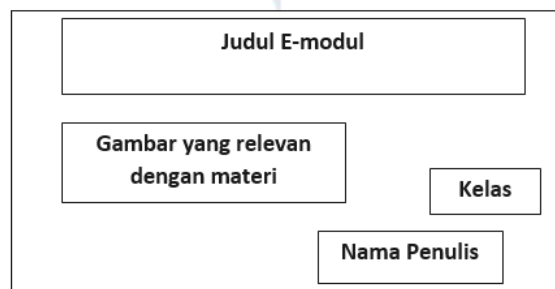 Judul E-modul
Gambar yang relevan
dengan materi
Kelas
Nama Penulis